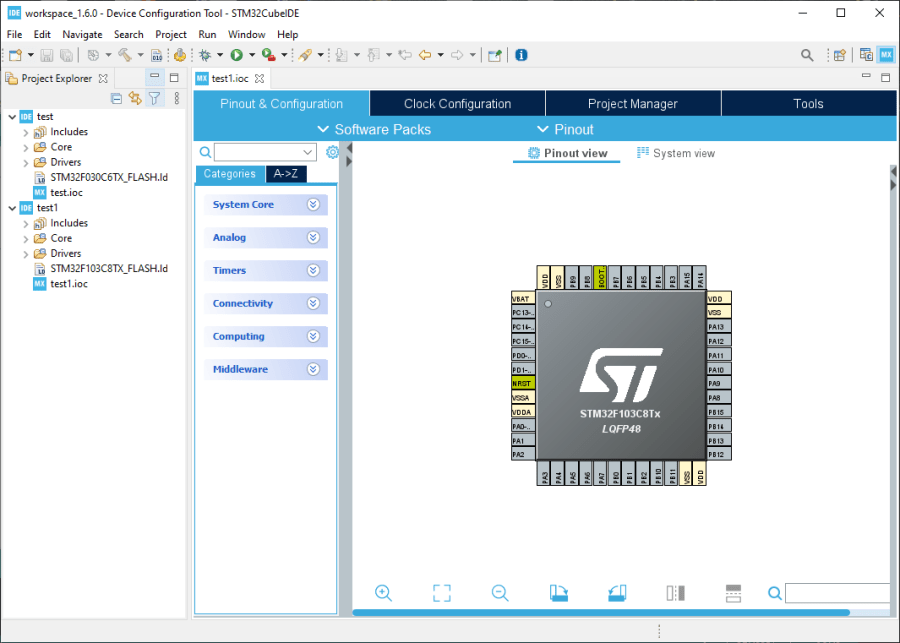 workspace_1.6.0 - Device Configuration Tool - STM32CubeIDE
File Edit Navigate Search Project Run Window Help
Project Explorer
test1.ioc
IDE test
Includes
Core
Drivers
STM32F030C6TX_FLASH.ld
MX test.ioc
IDE test1
Includes
Core
Drivers
STM32F103C8TX_FLASH.ld
MX test1.ioc
Pinout & Configuration
Clock Configuration
Project Manager
Tools
Software Packs
Pinout
Categories
A->Z
System Core
Analog
Timers
Connectivity
Computing
Middleware
Pinout view
System view
VDD VSS PB9 PB8 BOOT.. PB7 PB6 PB5 PB4 PB3 PA15 PA14
VBAT
PC13-..
PC14-..
PC15-..
PD0-..
PD1-..
NRST
VSSA
VDDA
PA0-..
PA1
PA2
VDD
VSS
PA13
PA12
PA11
PA10
PA9
PA8
PB15
PB14
PB13
PB12
STM32F103C8Tx
LQFP48
PA3 PA4 PA5 PA6 PA7 PB0 PB1 PB2 PB10 PB11 VSS VDD